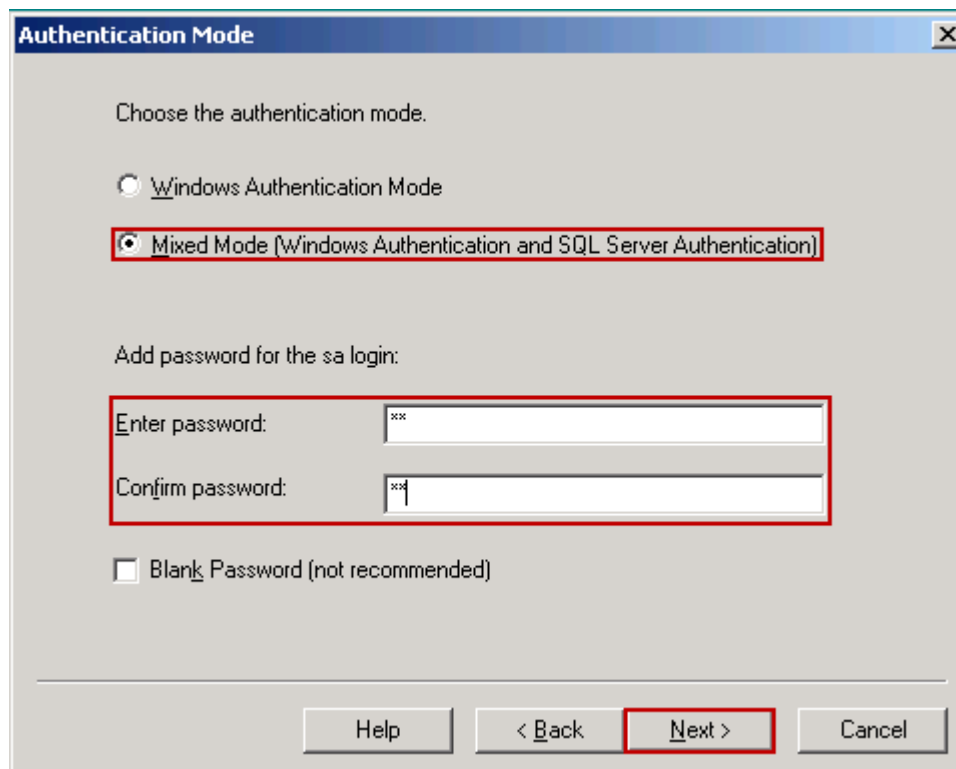 Authentication Mode
Choose the authentication mode.
Windows Authentication Mode
Mixed Mode (Windows Authentication and SQL Server Authentication)
Add password for the sa login:
Enter password: **
Confirm password: **
Blank Password (not recommended)
Help < Back Next > Cancel